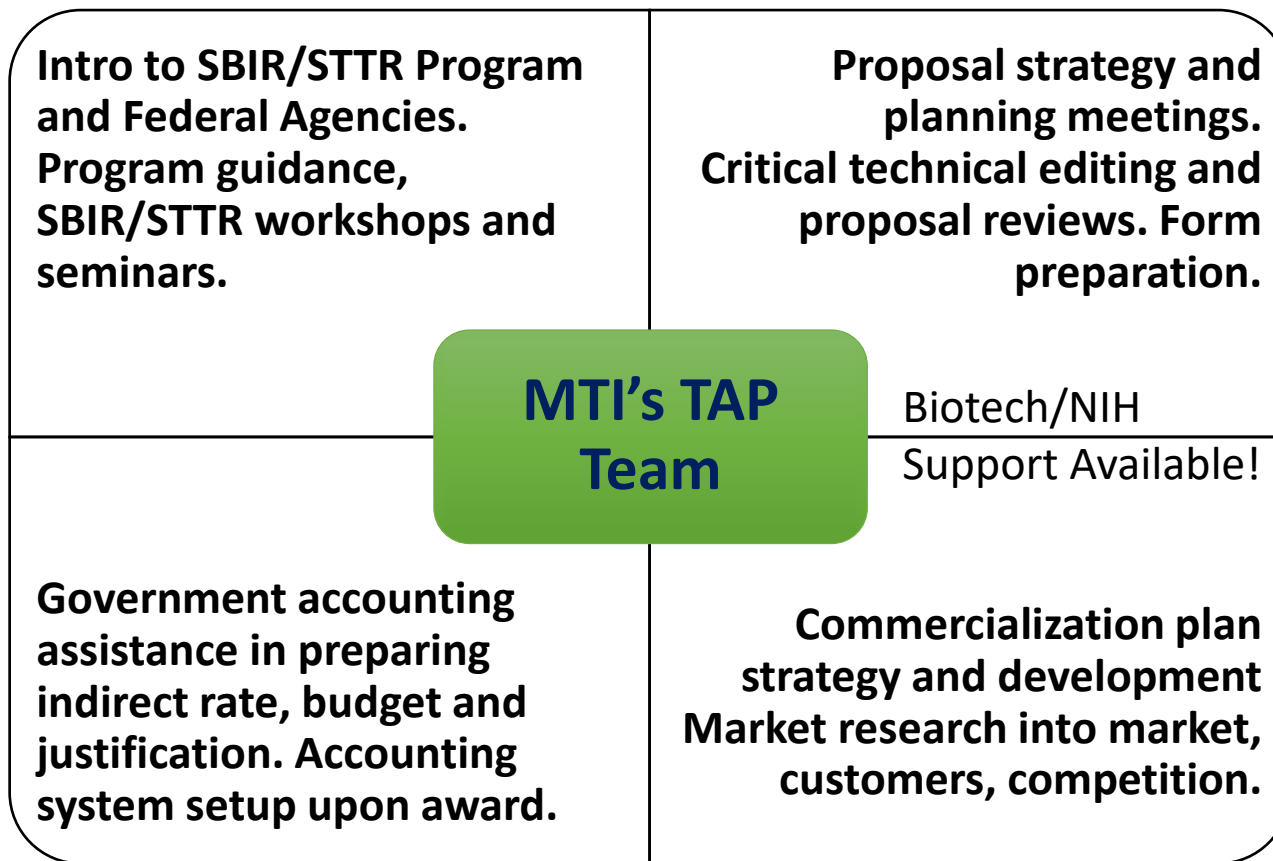 Intro to SBIR/STTR Program
and Federal Agencies.
Program guidance,
SBIR/STTR workshops and
seminars.
Proposal strategy and
planning meetings.
Critical technical editing and
proposal reviews. Form
preparation.
MTI’s TAP
Team
Biotech/NIH
Support Available!
Government accounting
assistance in preparing
indirect rate, budget and
justification. Accounting
system setup upon award.
Commercialization plan
strategy and development
Market research into market,
customers, competition.